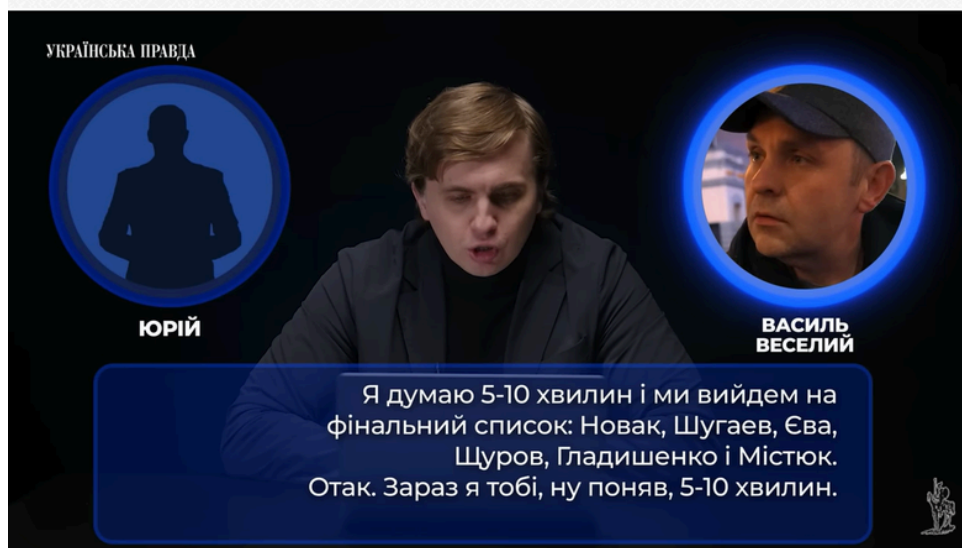 УКРАЇНСЬКА ПРАВДА
ЮРІЙ
ВАСИЛЬ
ВЕСЕЛИЙ
Я думаю 5-10 хвилин і ми вийдем на
фінальний список: Новак, Шугаев, Єва,
Щуров, Гладишенко і Містюк.
Отак. Зараз я тобі, ну поняв, 5-10 хвилин.